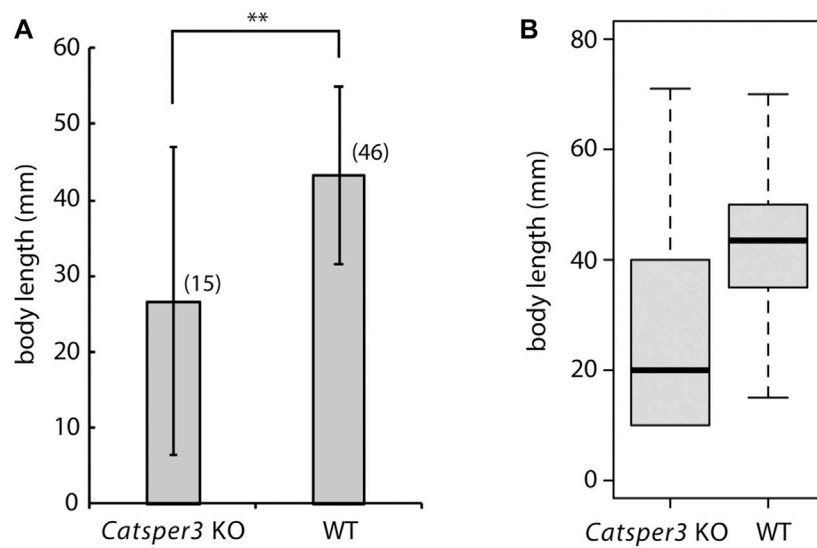 A
**
60
50
40
30
20
10
0
body length (mm)
(15)
(46)
Catsper3 KO
WT
B
80
60
40
20
0
body length (mm)
Catsper3 KO
WT